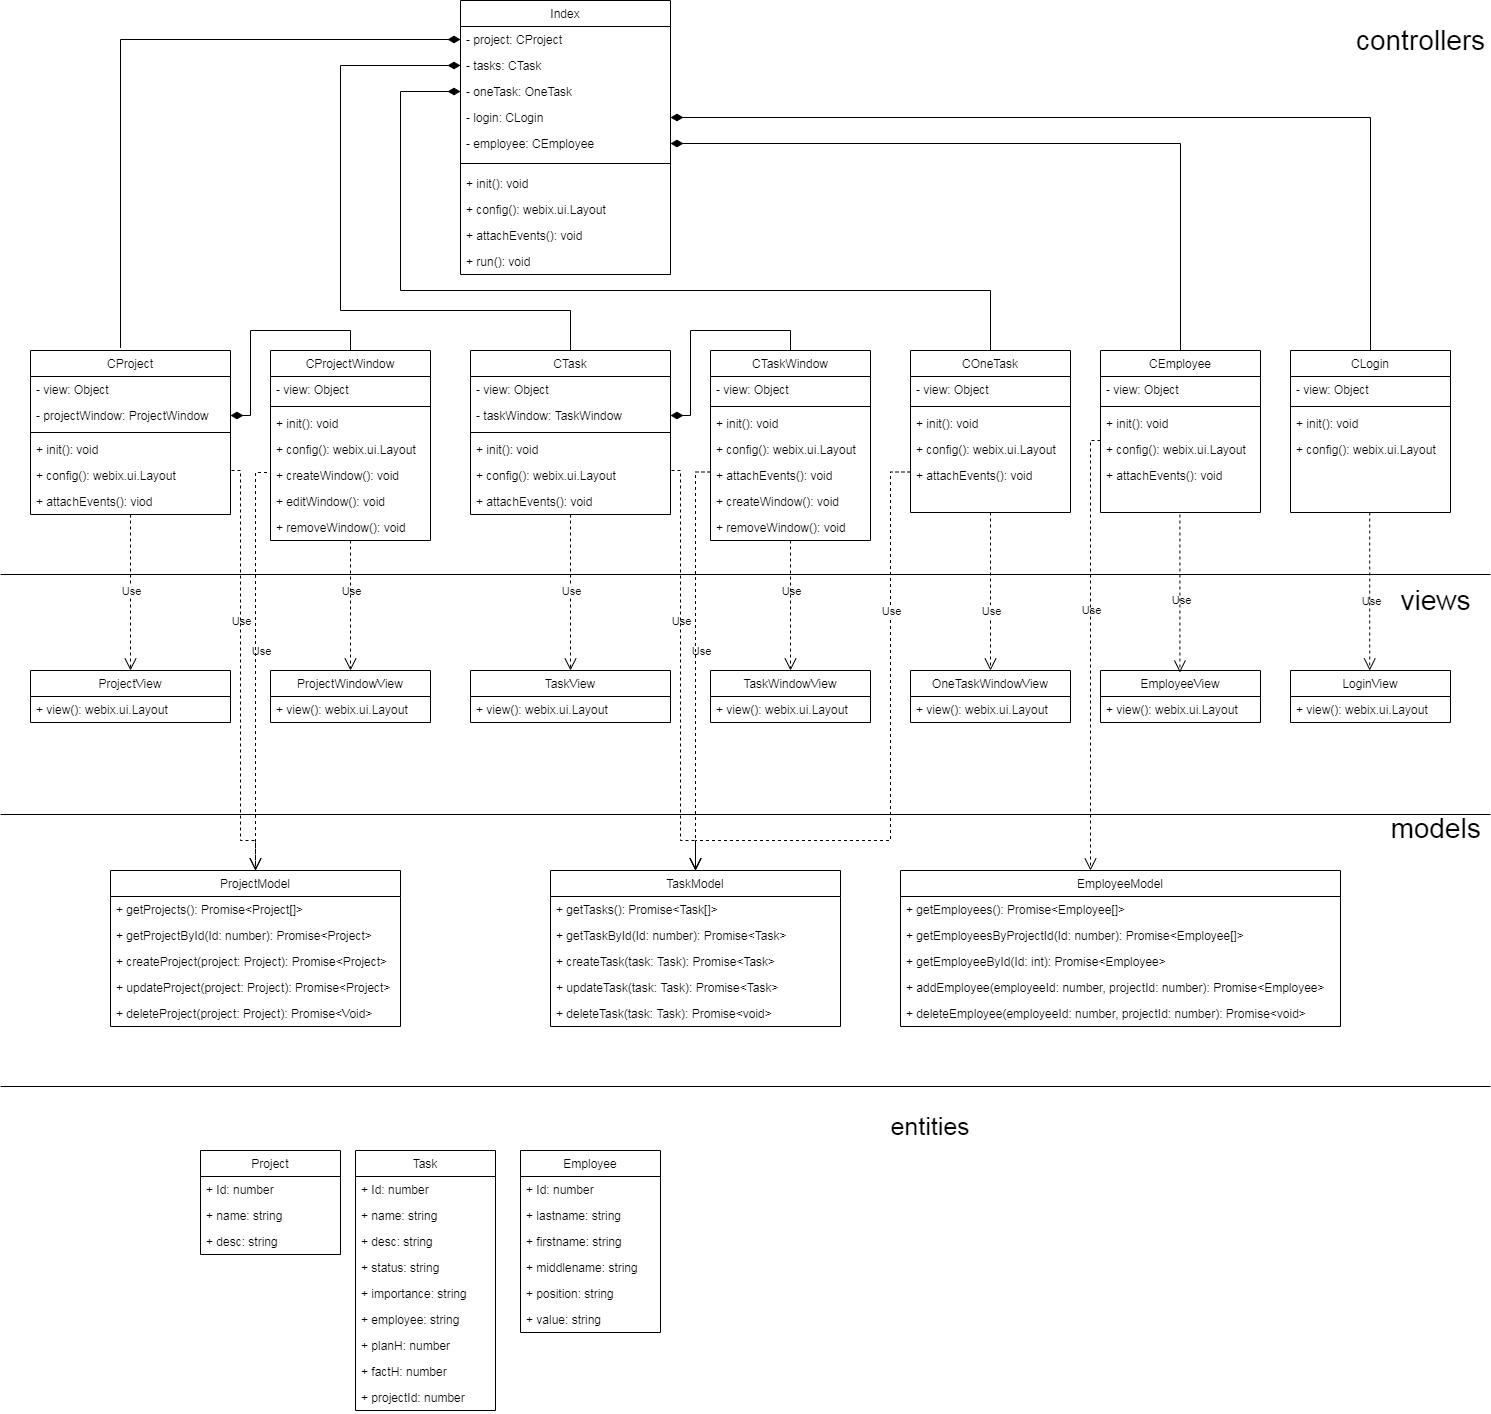 Index
- project: CProject
- tasks: CTask
- oneTask: OneTask
- login: CLogin
- employee: CEmployee
+ init(): void
+ config(): webix.ui.Layout
+ attachEvents(): void
+ run(): void
controllers
CProject
- view: Object
- projectWindow: ProjectWindow
+ init(): void
+ config(): webix.ui.Layout
+ attachEvents(): viod
CProjectWindow
- view: Object
+ init(): void
+ config(): webix.ui.Layout
+ createWindow(): void
+ editWindow(): void
+ removeWindow(): void
CTask
- view: Object
- taskWindow: TaskWindow
+ init(): void
+ config(): webix.ui.Layout
+ attachEvents(): void
CTaskWindow
- view: Object
+ init(): void
+ config(): webix.ui.Layout
+ attachEvents(): void
+ createWindow(): void
+ removeWindow(): void
COneTask
- view: Object
+ init(): void
+ config(): webix.ui.Layout
+ attachEvents(): void
CEmployee
- view: Object
+ init(): void
+ config(): webix.ui.Layout
+ attachEvents(): void
CLogin
- view: Object
+ init(): void
+ config(): webix.ui.Layout
views
Use
Use
Use
Use
Use
Use
Use
Use
Use
Use
Use
Use
Use
ProjectView
+ view(): webix.ui.Layout
ProjectWindowView
+ view(): webix.ui.Layout
TaskView
+ view(): webix.ui.Layout
TaskWindowView
+ view(): webix.ui.Layout
OneTaskWindowView
+ view(): webix.ui.Layout
EmployeeView
+ view(): webix.ui.Layout
LoginView
+ view(): webix.ui.Layout
models
ProjectModel
+ getProjects(): Promise<Project[]>
+ getProjectById(Id: number): Promise<Project>
+ createProject(project: Project): Promise<Project>
+ updateProject(project: Project): Promise<Project>
+ deleteProject(project: Project): Promise<Void>
TaskModel
+ getTasks(): Promise<Task[]>
+ getTaskById(Id: number): Promise<Task>
+ createTask(task: Task): Promise<Task>
+ updateTask(task: Task): Promise<Task>
+ deleteTask(task: Task): Promise<void>
EmployeeModel
+ getEmployees(): Promise<Employee[]>
+ getEmployeesByProjectId(Id: number): Promise<Employee[]>
+ getEmployeeById(Id: int): Promise<Employee>
+ addEmployee(employeeId: number, projectId: number): Promise<Employee>
+ deleteEmployee(employeeId: number, projectId: number): Promise<void>
entities
Project
+ Id: number
+ name: string
+ desc: string
Task
+ Id: number
+ name: string
+ desc: string
+ status: string
+ importance: string
+ employee: string
+ planH: number
+ factH: number
+ projectId: number
Employee
+ Id: number
+ lastname: string
+ firstname: string
+ middlename: string
+ position: string
+ value: string